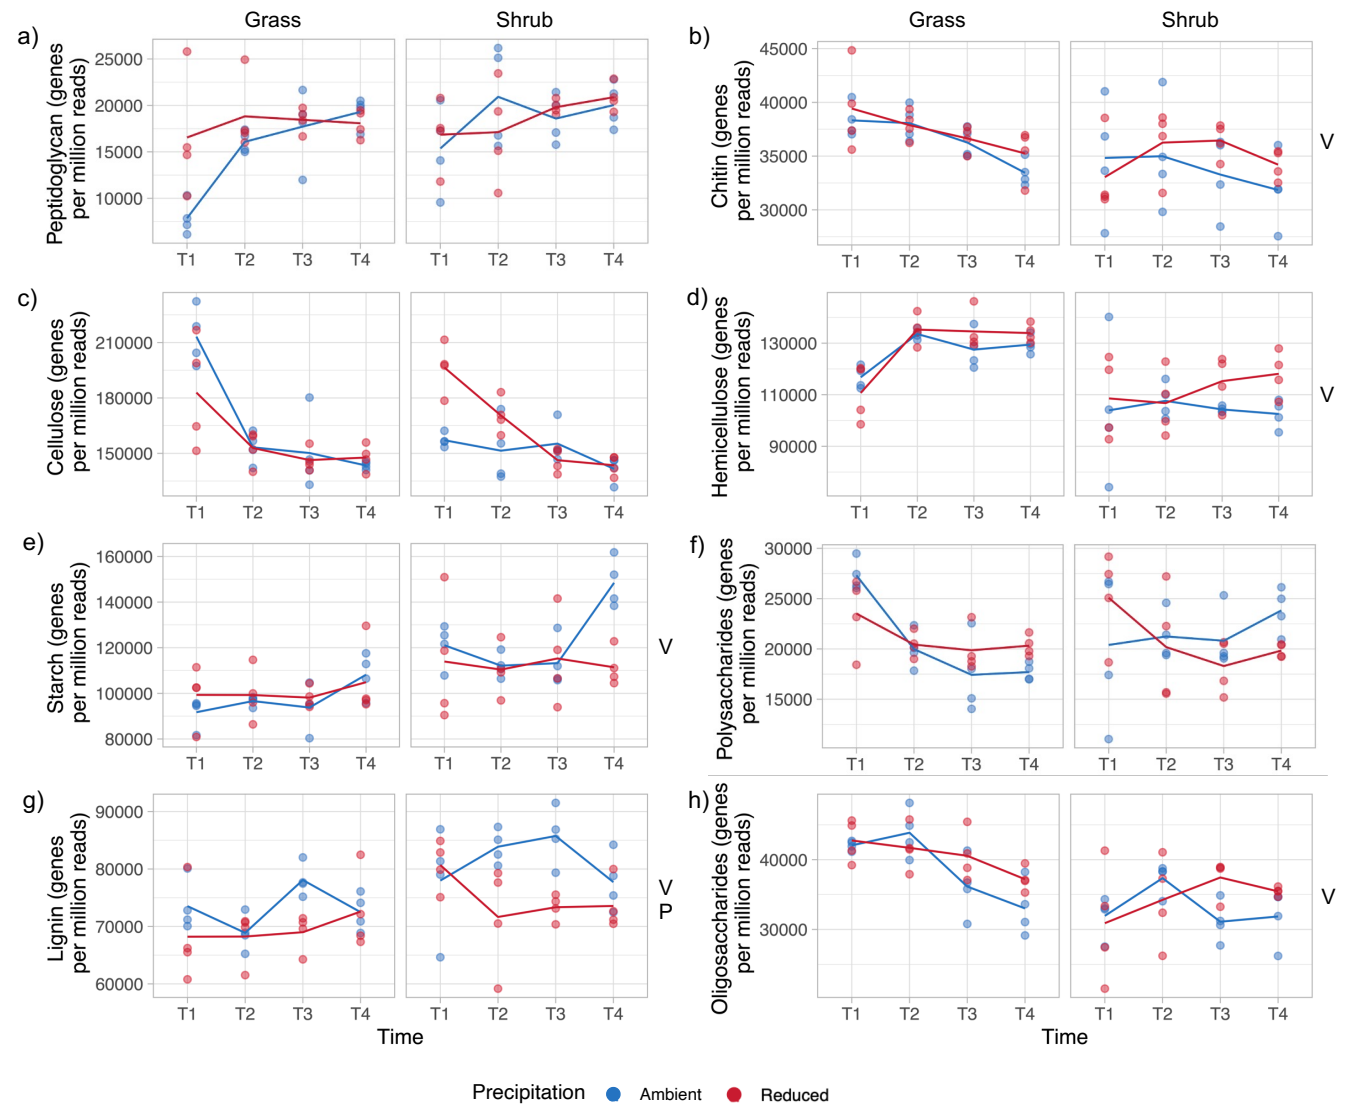 Grass Shrub
a)
Peptidoglycan (genes
per million reads)
25000
20000
15000
10000
T1 T2 T3 T4 T1 T2 T3 T4
Grass Shrub
b)
Chitin (genes
per million reads)
45000
40000
35000
30000
V
T1 T2 T3 T4 T1 T2 T3 T4
c)
Cellulose (genes
per million reads)
210000
180000
150000
T1 T2 T3 T4 T1 T2 T3 T4
d)
Hemicellulose (genes
per million reads)
130000
110000
90000
V
T1 T2 T3 T4 T1 T2 T3 T4
e)
Starch (genes
per million reads)
160000
140000
120000
100000
80000
V
T1 T2 T3 T4 T1 T2 T3 T4
f)
Polysaccharides (genes
per million reads)
30000
25000
20000
15000
T1 T2 T3 T4 T1 T2 T3 T4
g)
Lignin (genes
per million reads)
90000
80000
70000
60000
V
P
T1 T2 T3 T4 T1 T2 T3 T4
Time
h)
Oligosaccharides (genes
per million reads)
40000
30000
V
T1 T2 T3 T4 T1 T2 T3 T4
Time
Precipitation Ambient Reduced